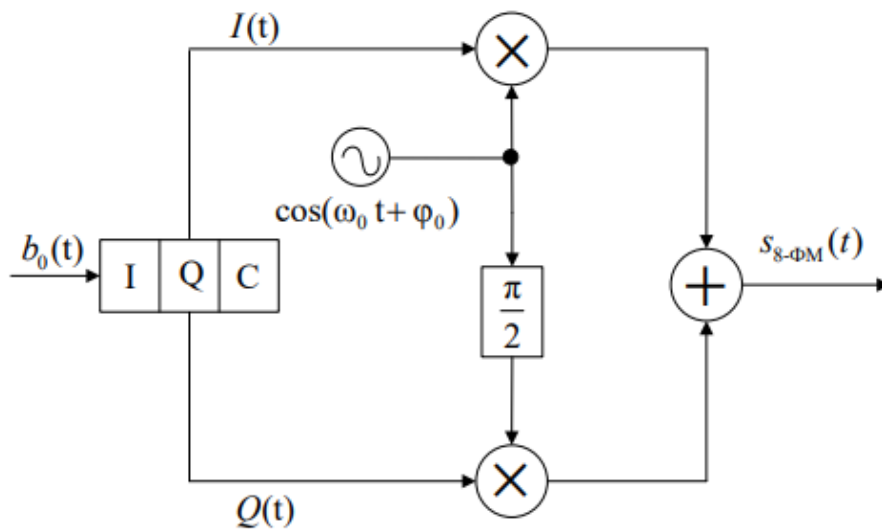 I(t)
×
cos(ω₀ t+ φ₀)
b₀(t)
I Q C
π
2
+
s₈₋ФМ(t)
×
Q(t)